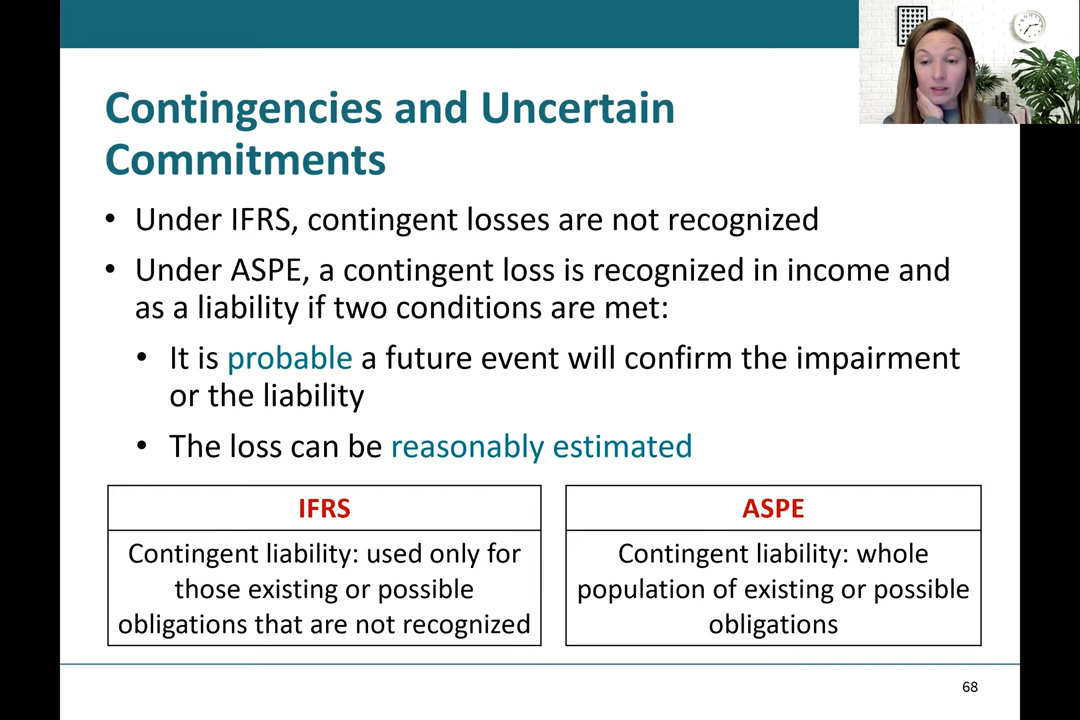 Contingencies and Uncertain
Commitments
• Under IFRS, contingent losses are not recognized
• Under ASPE, a contingent loss is recognized in income and
as a liability if two conditions are met:
• It is probable a future event will confirm the impairment
or the liability
• The loss can be reasonably estimated
IFRS
Contingent liability: used only for
those existing or possible
obligations that are not recognized
ASPE
Contingent liability: whole
population of existing or possible
obligations
68